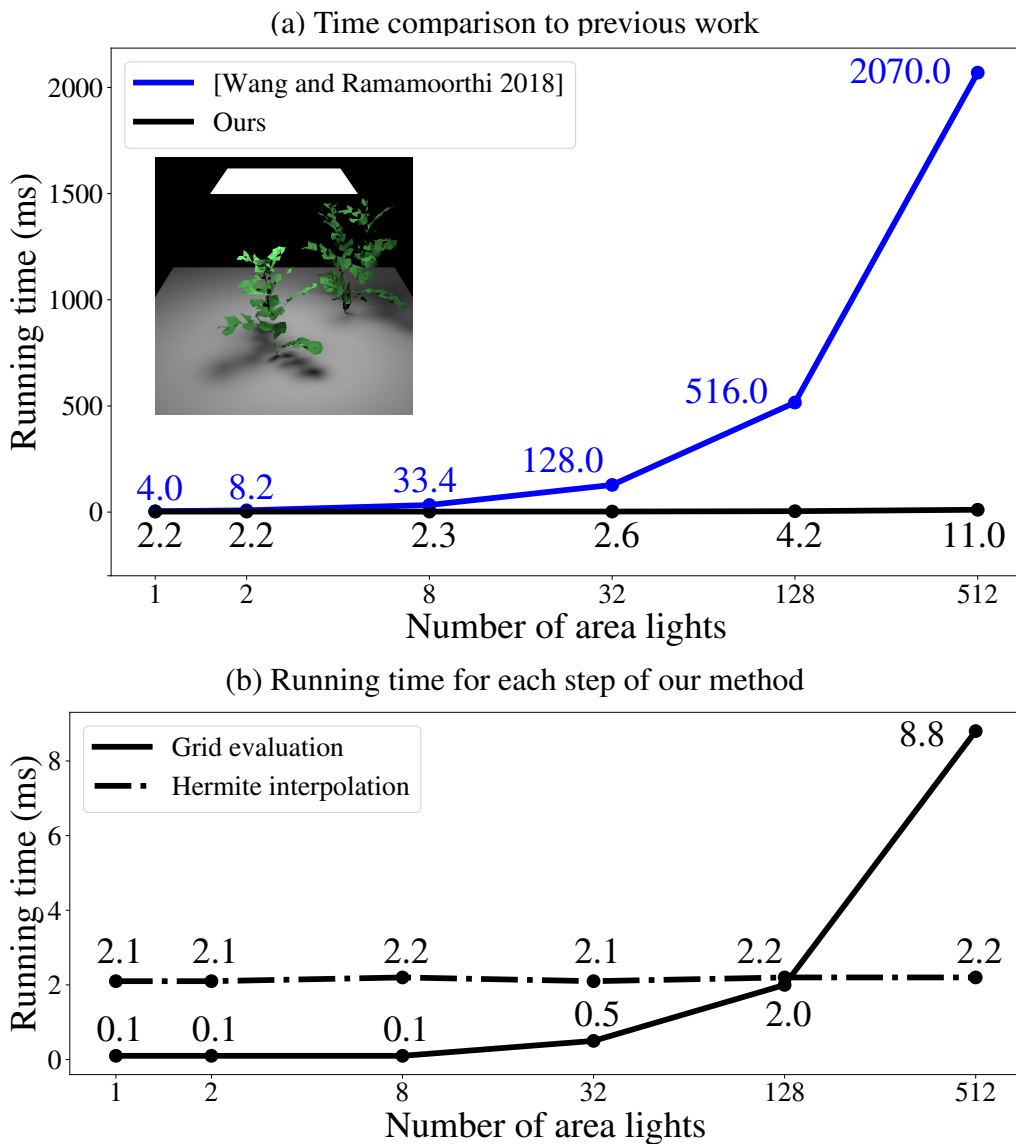 (a) Time comparison to previous work
[Wang and Ramamoorthi 2018]
Ours
Running time (ms)
2000
1500
1000
500
0
4.0 8.2 33.4 128.0 516.0 2070.0
2.2 2.2 2.3 2.6 4.2 11.0
1 2 8 32 128 512
Number of area lights
(b) Running time for each step of our method
Grid evaluation
Hermite interpolation
Running time (ms)
8
6
4
2
0
2.1 2.1 2.2 2.1 2.2 2.2
0.1 0.1 0.1 0.5 2.0 8.8
1 2 8 32 128 512
Number of area lights